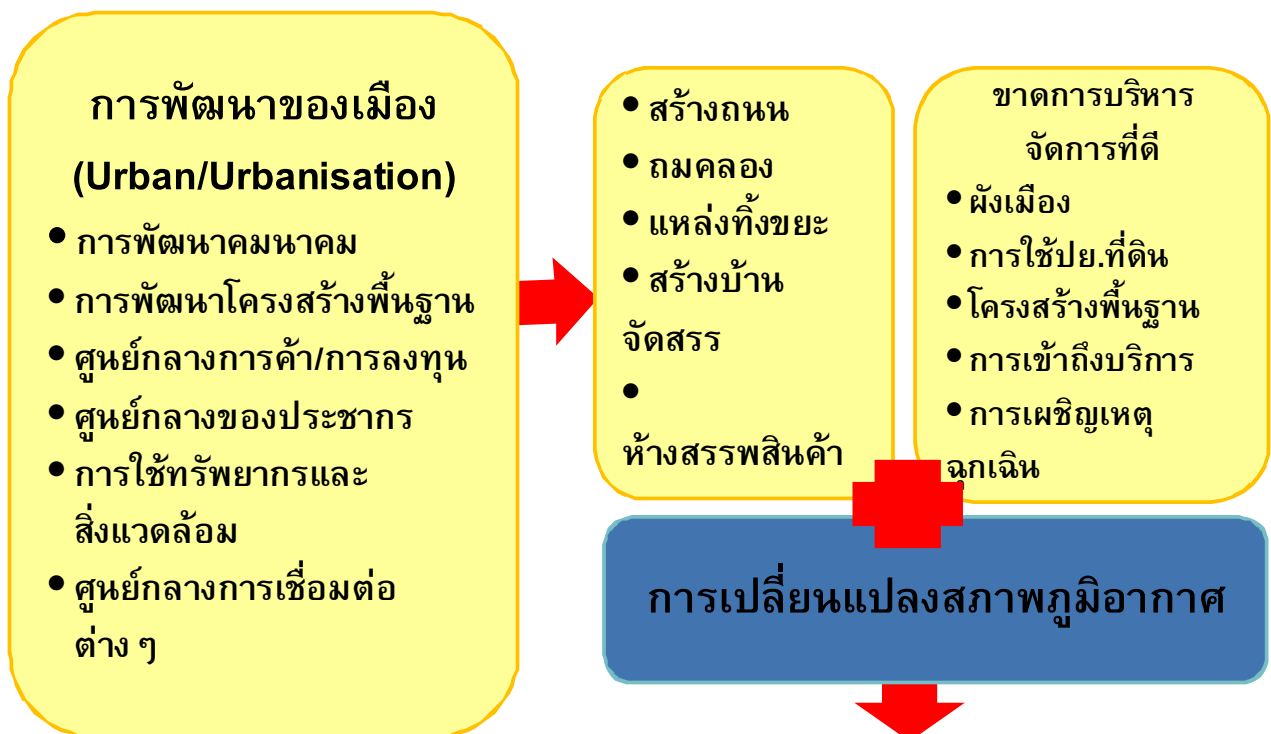 การพัฒนาของเมือง
(Urban/Urbanisation)
• การพัฒนาคมนาคม
• การพัฒนาโครงสร้างพื้นฐาน
• ศูนย์กลางการค้า/การลงทุน
• ศูนย์กลางของประชากร
• การใช้ทรัพยากรและ
สิ่งแวดล้อม
• ศูนย์กลางการเชื่อมต่อ
ต่าง ๆ
• สร้างถนน
• ถมคลอง
• แหล่งทิ้งขยะ
• สร้างบ้าน
จัดสรร
•
ห้างสรรพสินค้า
ขาดการบริหาร
จัดการที่ดี
• ผังเมือง
• การใช้ปย.ที่ดิน
• โครงสร้างพื้นฐาน
• การเข้าถึงบริการ
• การเผชิญเหตุ
ฉุกเฉิน
การเปลี่ยนแปลงสภาพภูมิอากาศ